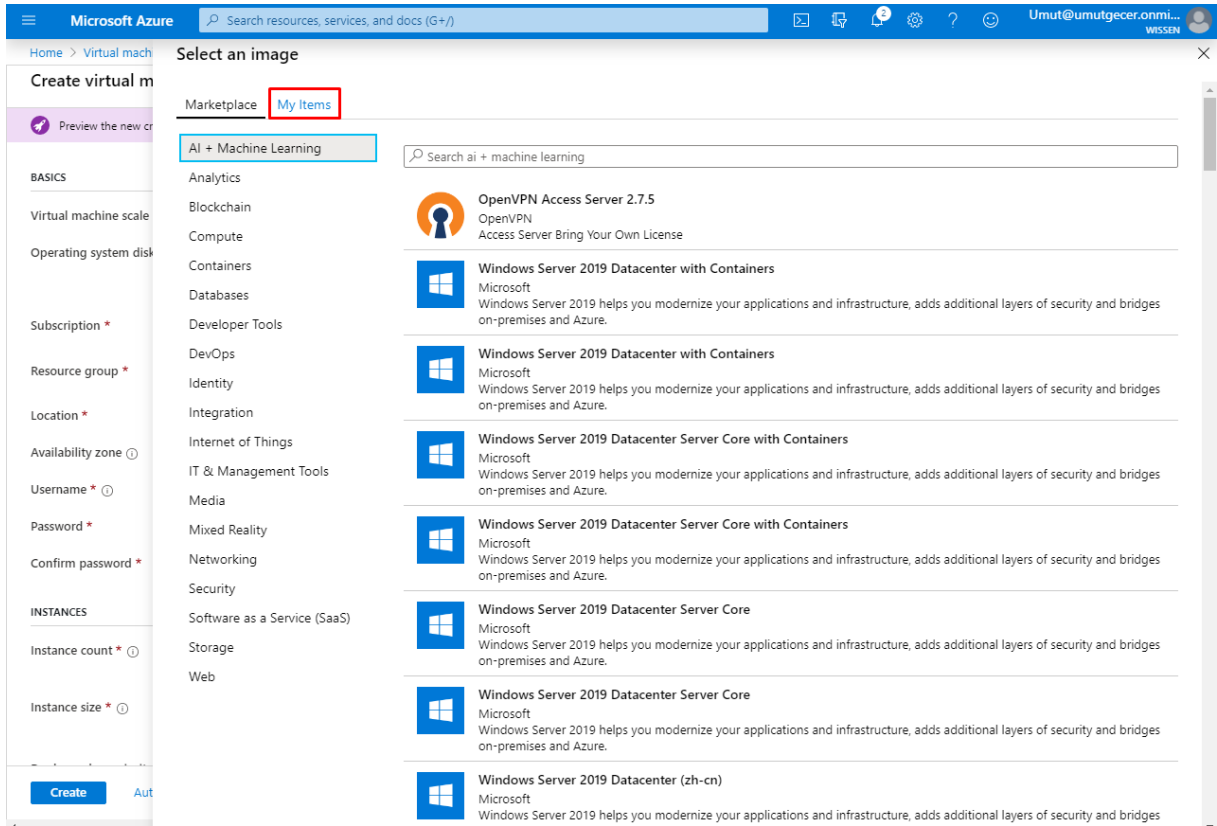 Microsoft Azure
Search resources, services, and docs (G+/)
2
Umut@umutgecer.onmi...
WISSEN
Home > Virtual mach
Select an image
Create virtual m
Marketplace
My Items
Preview the new cr
AI + Machine Learning
Search ai + machine learning
BASICS
Virtual machine scale
Operating system disk
Subscription *
Resource group *
Location *
Availability zone
Username *
Password *
Confirm password *
INSTANCES
Instance count *
Instance size *
Create
Aut
Analytics
Blockchain
Compute
Containers
Databases
Developer Tools
DevOps
Identity
Integration
Internet of Things
IT & Management Tools
Media
Mixed Reality
Networking
Security
Software as a Service (SaaS)
Storage
Web
OpenVPN Access Server 2.7.5
OpenVPN
Access Server Bring Your Own License
Windows Server 2019 Datacenter with Containers
Microsoft
Windows Server 2019 helps you modernize your applications and infrastructure, adds additional layers of security and bridges
on-premises and Azure.
Windows Server 2019 Datacenter with Containers
Microsoft
Windows Server 2019 helps you modernize your applications and infrastructure, adds additional layers of security and bridges
on-premises and Azure.
Windows Server 2019 Datacenter Server Core with Containers
Microsoft
Windows Server 2019 helps you modernize your applications and infrastructure, adds additional layers of security and bridges
on-premises and Azure.
Windows Server 2019 Datacenter Server Core with Containers
Microsoft
Windows Server 2019 helps you modernize your applications and infrastructure, adds additional layers of security and bridges
on-premises and Azure.
Windows Server 2019 Datacenter Server Core
Microsoft
Windows Server 2019 helps you modernize your applications and infrastructure, adds additional layers of security and bridges
on-premises and Azure.
Windows Server 2019 Datacenter Server Core
Microsoft
Windows Server 2019 helps you modernize your applications and infrastructure, adds additional layers of security and bridges
on-premises and Azure.
Windows Server 2019 Datacenter (zh-cn)
Microsoft
Windows Server 2019 helps you modernize your applications and infrastructure, adds additional layers of security and bridges